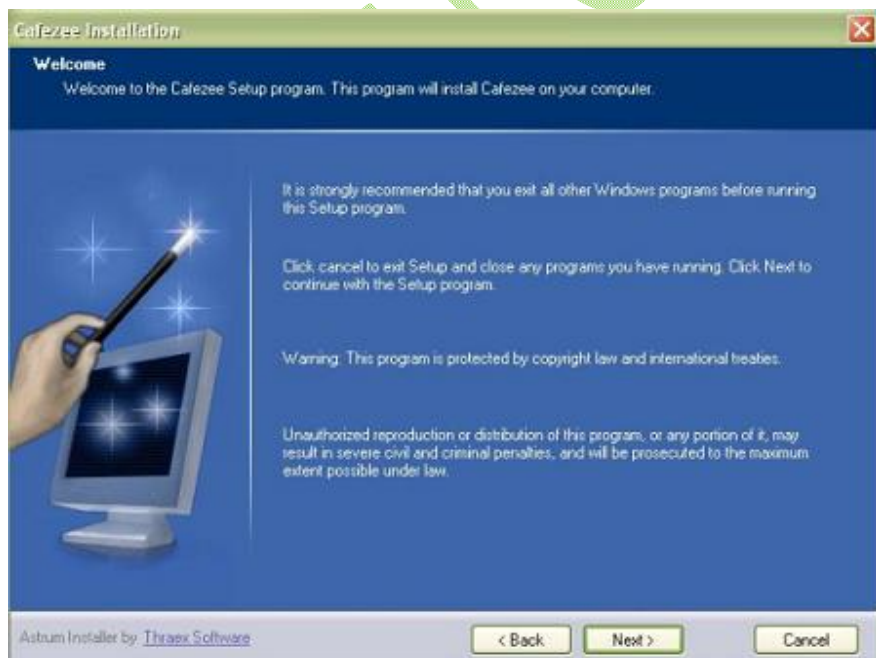 Cafezee Installation
Welcome
Welcome to the Cafezee Setup program. This program will install Cafezee on your computer.
It is strongly recommended that you exit all other Windows programs before running
this Setup program.
Click cancel to exit Setup and close any programs you have running. Click Next to
continue with the Setup program.
Warning: This program is protected by copyright law and international treaties.
Unauthorized reproduction or distribution of this program, or any portion of it, may
result in severe civil and criminal penalties, and will be prosecuted to the maximum
extent possible under law.
Astrum Installer by Thraex Software
< Back Next > Cancel